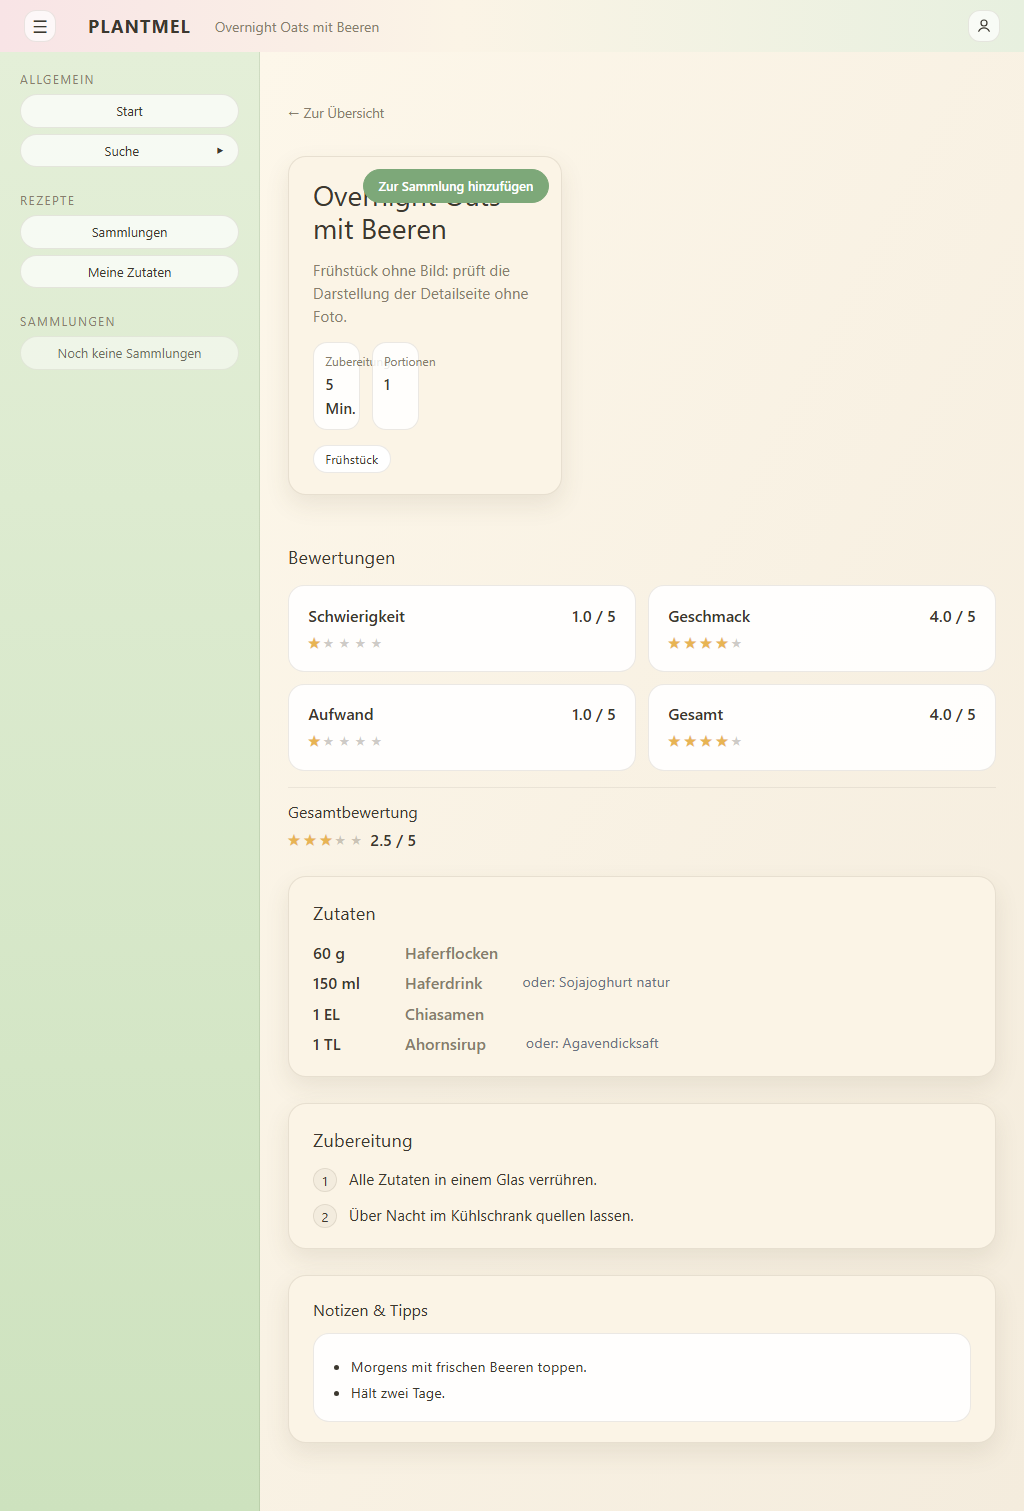 ☰ PLANTMEL Overnight Oats mit Beeren
ALLGEMEIN
Start
Suche ▸
REZEPTE
Sammlungen
Meine Zutaten
SAMMLUNGEN
Noch keine Sammlungen
← Zur Übersicht
Zur Sammlung hinzufügen
Overnight Oats
mit Beeren
Frühstück ohne Bild: prüft die
Darstellung der Detailseite ohne
Foto.
Portionen
5
Min.
1
Frühstück
Bewertungen
Schwierigkeit 1.0 / 5
★★★★★
Geschmack 4.0 / 5
★★★★★
Aufwand 1.0 / 5
★★★★★
Gesamt 4.0 / 5
★★★★★
Gesamtbewertung
★★★★★ 2.5 / 5
Zutaten
60 g Haferflocken
150 ml Haferdrink oder: Sojajoghurt natur
1 EL Chiasamen
1 TL Ahornsirup oder: Agavendicksaft
Zubereitung
1 Alle Zutaten in einem Glas verrühren.
2 Über Nacht im Kühlschrank quellen lassen.
Notizen & Tipps
• Morgens mit frischen Beeren toppen.
• Hält zwei Tage.